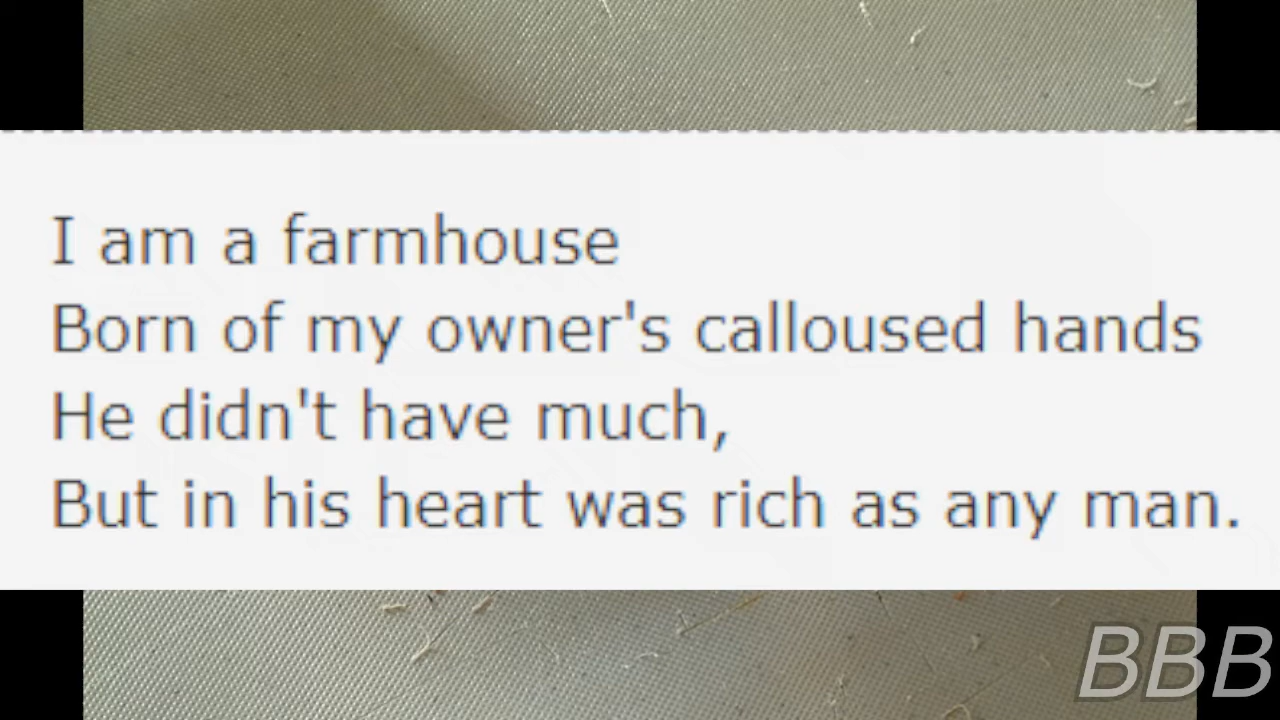 I am a farmhouse
Born of my owner's calloused hands
He didn't have much,
But in his heart was rich as any man.
BBB